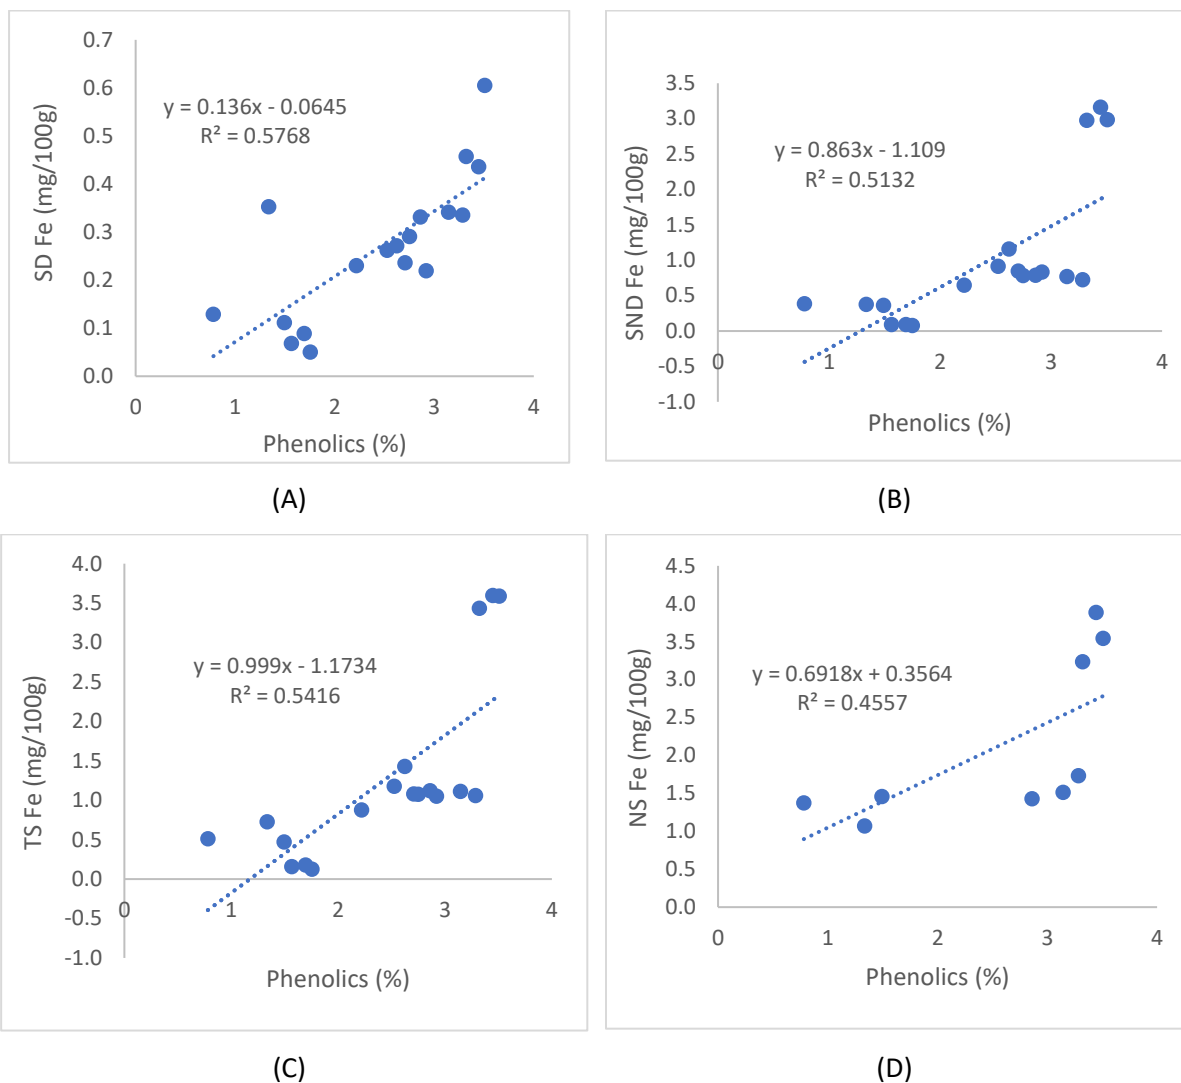 0.7
0.6
0.5
0.4
0.3
0.2
0.1
0.0
SD Fe (mg/100g)
y = 0.136x - 0.0645
R² = 0.5768
0 1 2 3 4
Phenolics (%)
(A)
3.5
3.0
2.5
2.0
1.5
1.0
0.5
0.0
-0.5
-1.0
SND Fe (mg/100g)
y = 0.863x - 1.109
R² = 0.5132
0 1 2 3 4
Phenolics (%)
(B)
4.0
3.5
3.0
2.5
2.0
1.5
1.0
0.5
0.0
-0.5
-1.0
TS Fe (mg/100g)
y = 0.999x - 1.1734
R² = 0.5416
0 1 2 3 4
Phenolics (%)
(C)
4.5
4.0
3.5
3.0
2.5
2.0
1.5
1.0
0.5
0.0
NS Fe (mg/100g)
y = 0.6918x + 0.3564
R² = 0.4557
0 1 2 3 4
Phenolics (%)
(D)